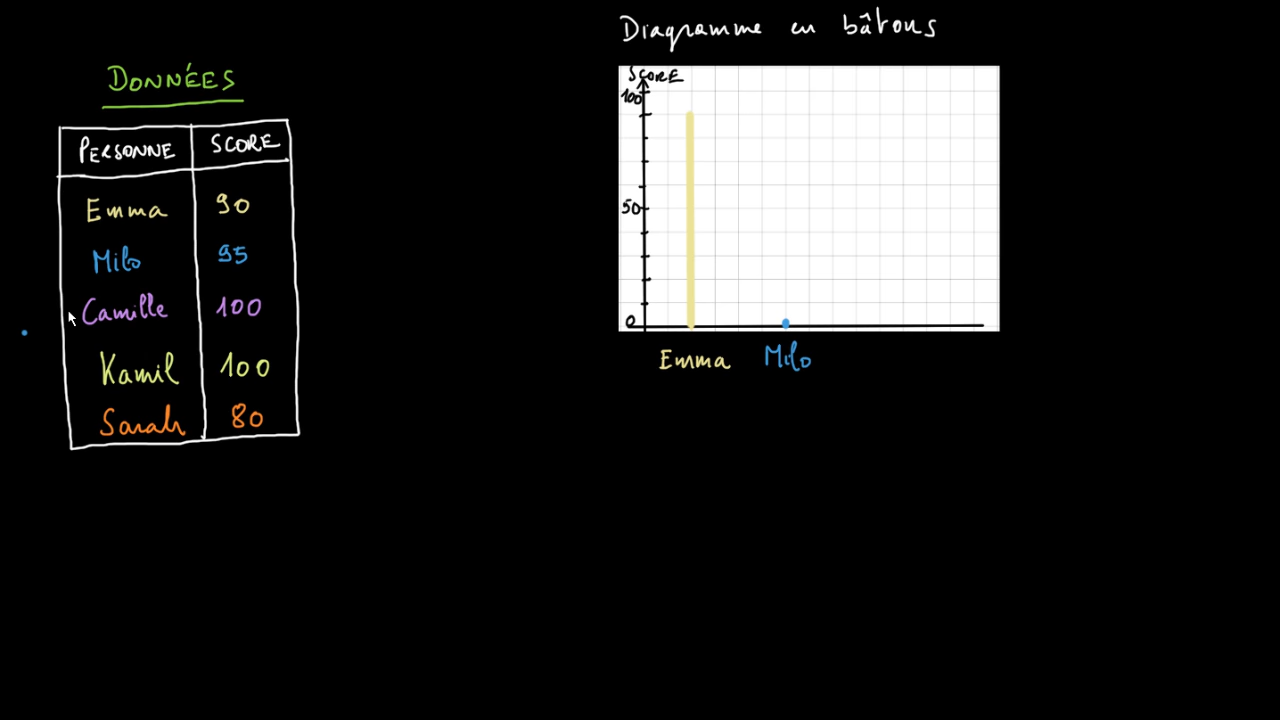 Diagramme en bâtons
DONNÉES
PERSONNE SCORE
Emma 90
Milo 95
Camille 100
Kamil 100
Sarah 80
SCORE
100
50
0
Emma Milo